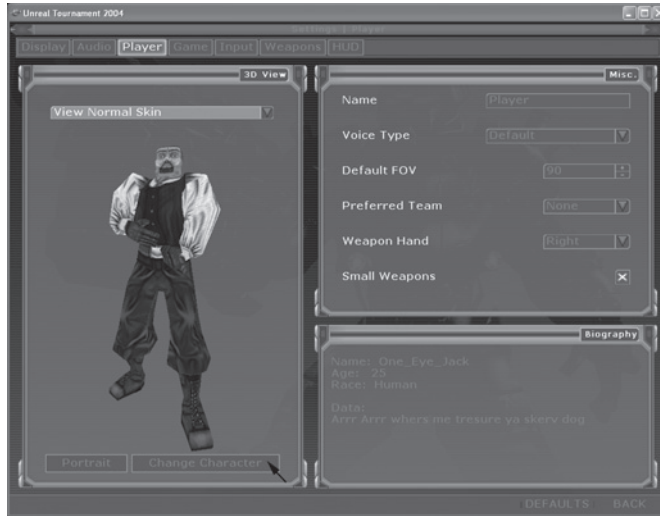 Unreal Tournament 2004
Settings | Player
Display Audio Player Game Input Weapons HUD
3D View
View Normal Skin
Portrait
Change Character
Misc.
Name Player
Voice Type Default
Default FOV 90
Preferred Team None
Weapon Hand Right
Small Weapons
Biography
Name: One_Eye_Jack
Age: 25
Race: Human
Data:
Arrr Arrr whers me tresure ya skerv dog
DEFAULTS BACK